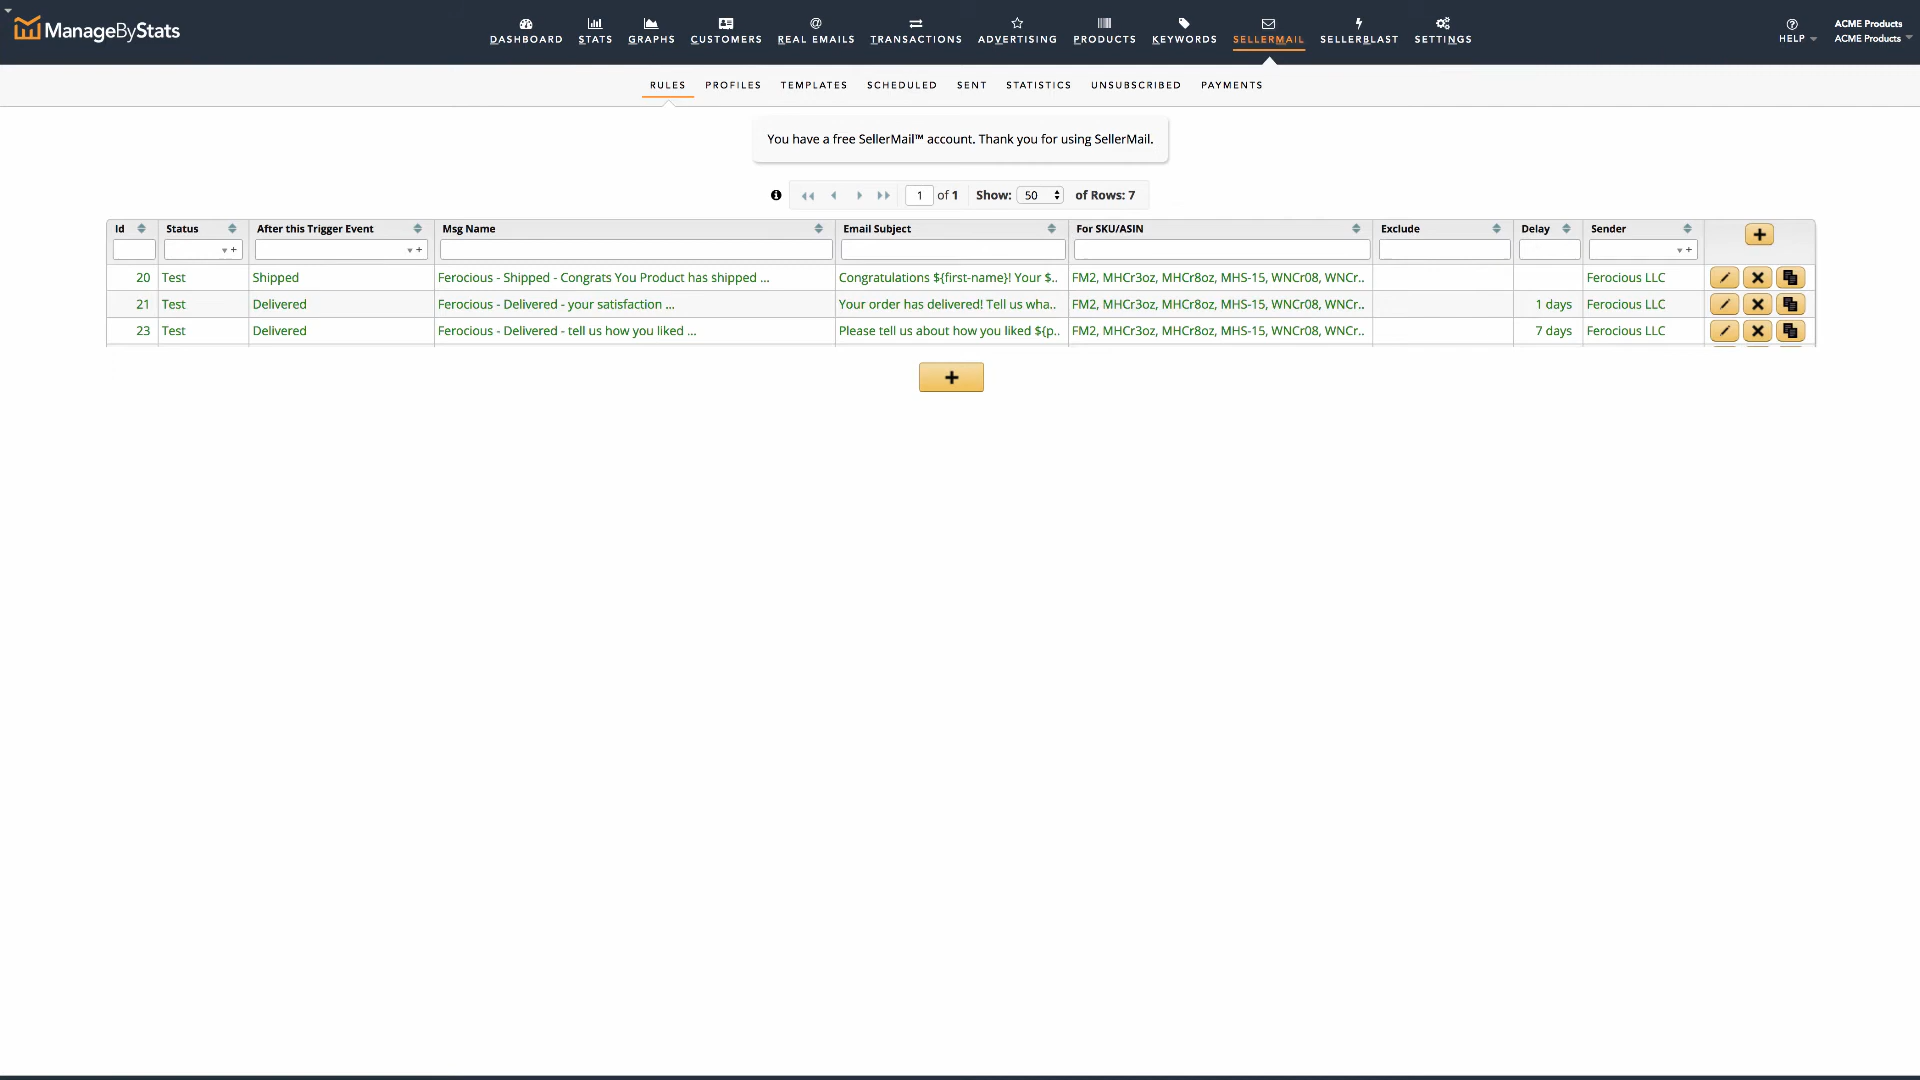 ManageByStats
DASHBOARD STATS GRAPHS CUSTOMERS REAL EMAILS TRANSACTIONS ADVERTISING PRODUCTS KEYWORDS SELLERMAIL SELLERBLAST SETTINGS HELP
ACME Products
ACME Products
RULES PROFILES TEMPLATES SCHEDULED SENT STATISTICS UNSUBSCRIBED PAYMENTS
You have a free SellerMail™ account. Thank you for using SellerMail.
1 of 1 Show: 50 of Rows: 7
Id Status After this Trigger Event Msg Name Email Subject For SKU/ASIN Exclude Delay Sender
20 Test Shipped Ferocious - Shipped - Congrats You Product has shipped ... Congratulations ${first-name}! Your $.. FM2, MHCr3oz, MHCr8oz, MHS-15, WNCr08, WNCr.. Ferocious LLC
21 Test Delivered Ferocious - Delivered - your satisfaction ... Your order has delivered! Tell us wha.. FM2, MHCr3oz, MHCr8oz, MHS-15, WNCr08, WNCr.. 1 days Ferocious LLC
23 Test Delivered Ferocious - Delivered - tell us how you liked ... Please tell us about how you liked ${p.. FM2, MHCr3oz, MHCr8oz, MHS-15, WNCr08, WNCr.. 7 days Ferocious LLC